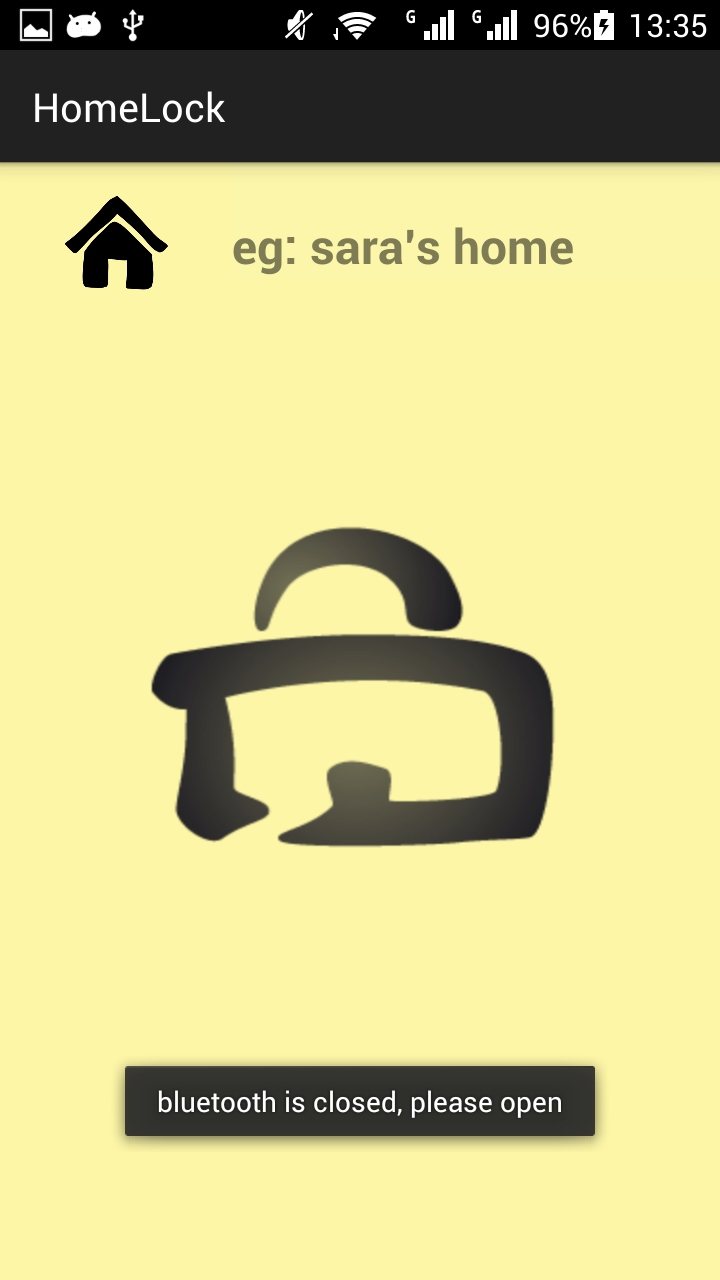 G G 96% 13:35
HomeLock
eg: sara's home
bluetooth is closed, please open